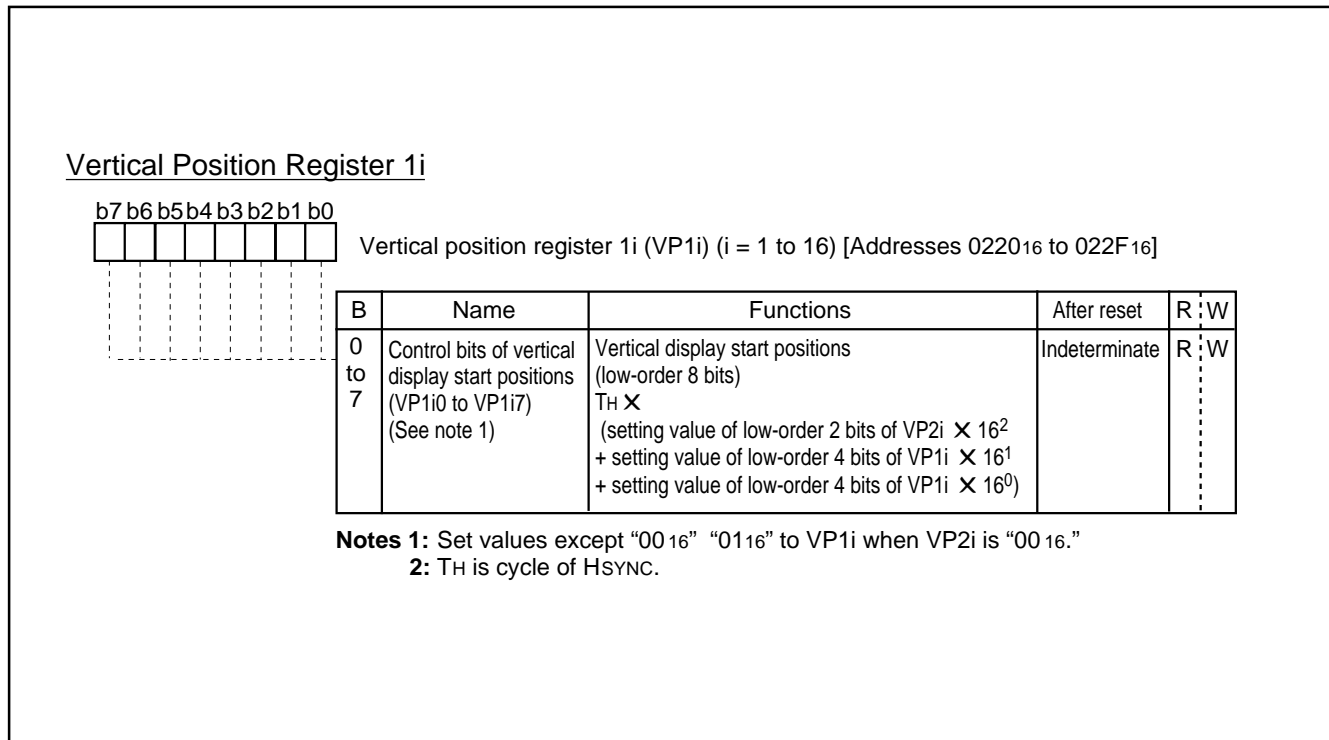 Vertical Position Register 1i
b7 b6 b5 b4 b3 b2 b1 b0
Vertical position register 1i (VP1i) (i = 1 to 16) [Addresses 0220₁₆ to 022F₁₆]
B Name Functions After reset R W
0 to 7
Control bits of vertical display start positions (VP1i0 to VP1i7) (See note 1)
Vertical display start positions
(low-order 8 bits)
TH ×
(setting value of low-order 2 bits of VP2i × 16²
+ setting value of low-order 4 bits of VP1i × 16¹
+ setting value of low-order 4 bits of VP1i × 16⁰)
Indeterminate R W
Notes 1: Set values except “00₁₆” “01₁₆” to VP1i when VP2i is “00₁₆.”
2: TH is cycle of HSYNC.